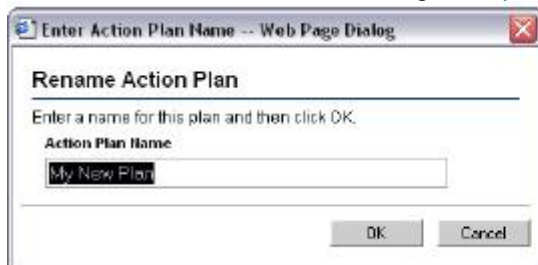 Enter Action Plan Name -- Web Page Dialog
Rename Action Plan
Enter a name for this plan and then click OK.
Action Plan Name
My New Plan
OK Cancel